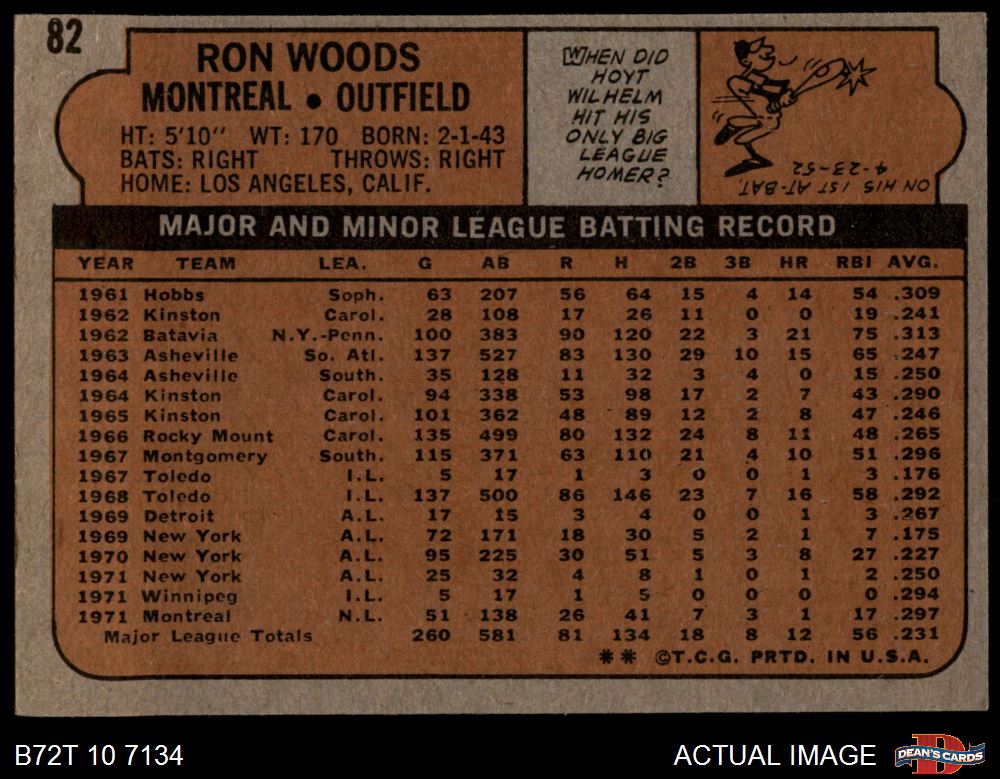 82
RON WOODS
MONTREAL • OUTFIELD
HT: 5'10" WT: 170 BORN: 2-1-43
BATS: RIGHT THROWS: RIGHT
HOME: LOS ANGELES, CALIF.
WHEN DID
HOYT
WILHELM
HIT HIS
ONLY BIG
LEAGUE
HOMER?
ON HIS 1ST AT-BAT.
4-23-52
MAJOR AND MINOR LEAGUE BATTING RECORD
YEAR TEAM LEA. G AB R H 2B 3B HR RBI AVG.
1961 Hobbs Soph. 63 207 56 64 15 4 14 54 .309
1962 Kinston Carol. 28 108 17 26 11 0 0 19 .241
1962 Batavia N.Y.-Penn. 100 383 90 120 22 3 21 75 .313
1963 Asheville So. Atl. 137 527 83 130 29 10 15 65 .247
1964 Asheville South. 35 128 11 32 3 4 0 15 .250
1964 Kinston Carol. 94 338 53 98 17 2 7 43 .290
1965 Kinston Carol. 101 362 48 89 12 2 8 47 .246
1966 Rocky Mount Carol. 135 499 80 132 24 8 11 48 .265
1967 Montgomery South. 115 371 63 110 21 4 10 51 .296
1967 Toledo I.L. 5 17 1 3 0 0 1 3 .176
1968 Toledo I.L. 137 500 86 146 23 7 16 58 .292
1969 Detroit A.L. 17 15 3 4 0 0 1 3 .267
1969 New York A.L. 72 171 18 30 5 2 1 7 .175
1970 New York A.L. 95 225 30 51 5 3 8 27 .227
1971 New York A.L. 25 32 4 8 1 0 1 2 .250
1971 Winnipeg I.L. 5 17 1 5 0 0 0 0 .294
1971 Montreal N.L. 51 138 26 41 7 3 1 17 .297
Major League Totals 260 581 81 134 18 8 12 56 .231
** ©T.C.G. PRTD. IN U.S.A.
B72T 10 7134
ACTUAL IMAGE
DEAN'S CARDS